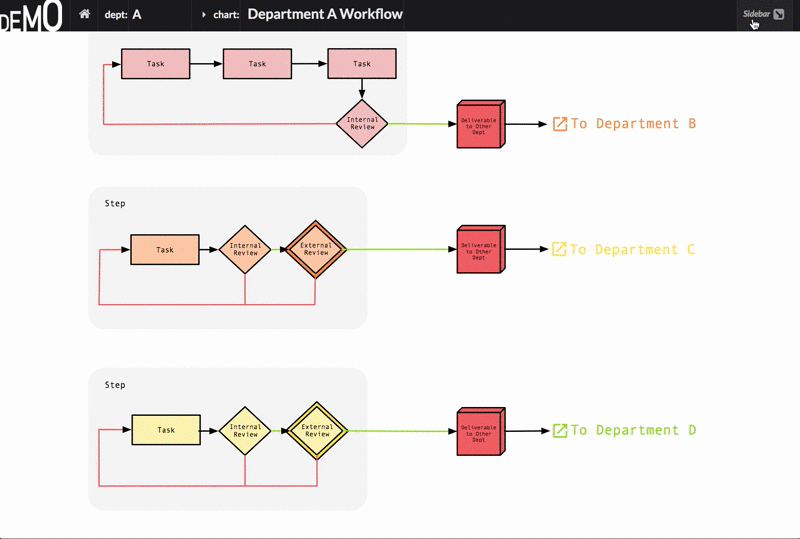 DEMO
dept: A
chart: Department A Workflow
Sidebar
Task
Task
Task
Internal
Review
Deliverable
to Other
Dept
To Department B
Step
Task
Internal
Review
External
Review
Deliverable
to Other
Dept
To Department C
Step
Task
Internal
Review
External
Review
Deliverable
to Other
Dept
To Department D